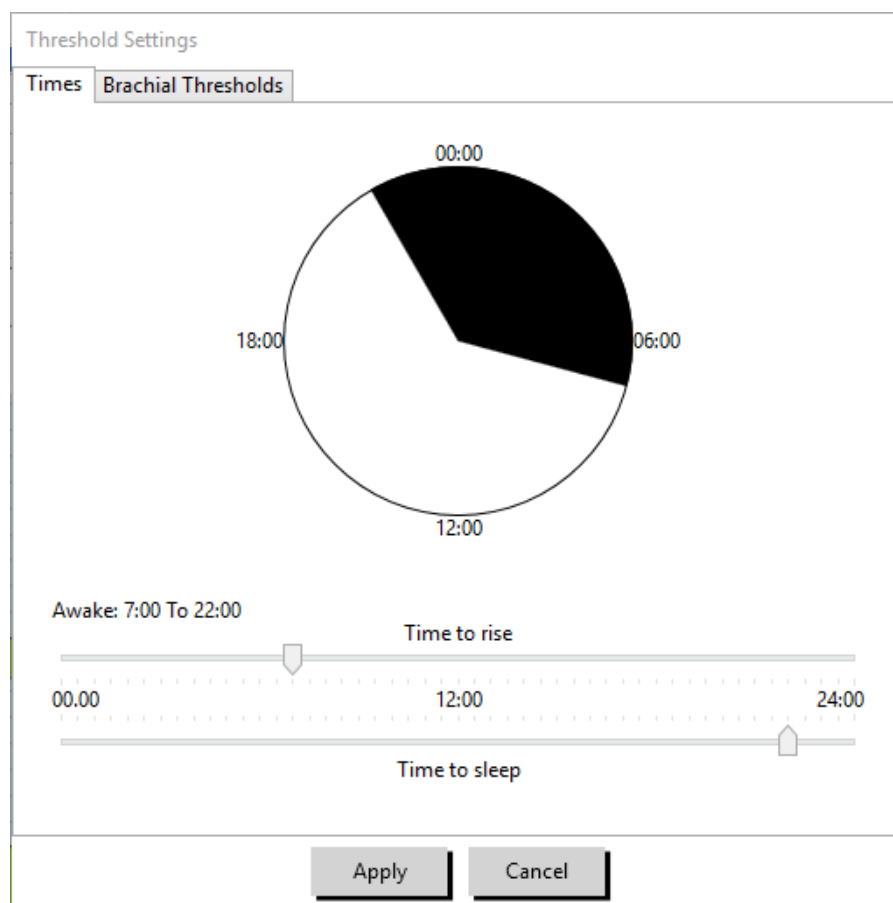 Threshold Settings
Times Brachial Thresholds
00:00
18:00 06:00
12:00
Awake: 7:00 To 22:00
Time to rise
00.00 12:00 24:00
Time to sleep
Apply Cancel